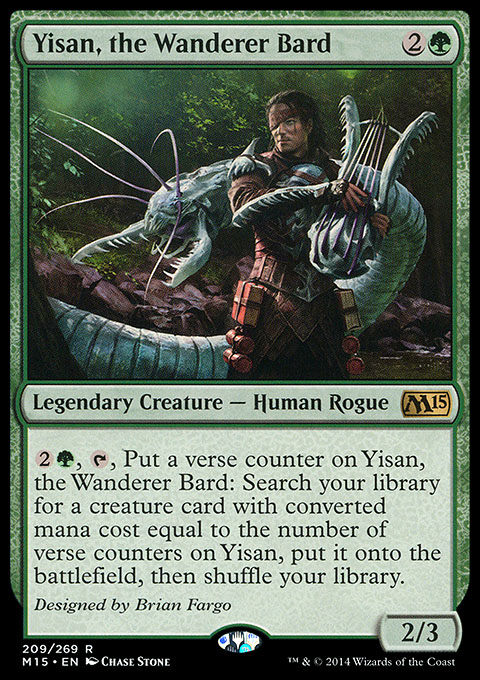 Yisan, the Wanderer Bard 2
Legendary Creature — Human Rogue M15
2, , Put a verse counter on Yisan,
the Wanderer Bard: Search your library
for a creature card with converted
mana cost equal to the number of
verse counters on Yisan, put it onto the
battlefield, then shuffle your library.
Designed by Brian Fargo
2/3
209/269 R
M15 • EN Chase Stone ™ & © 2014 Wizards of the Coast